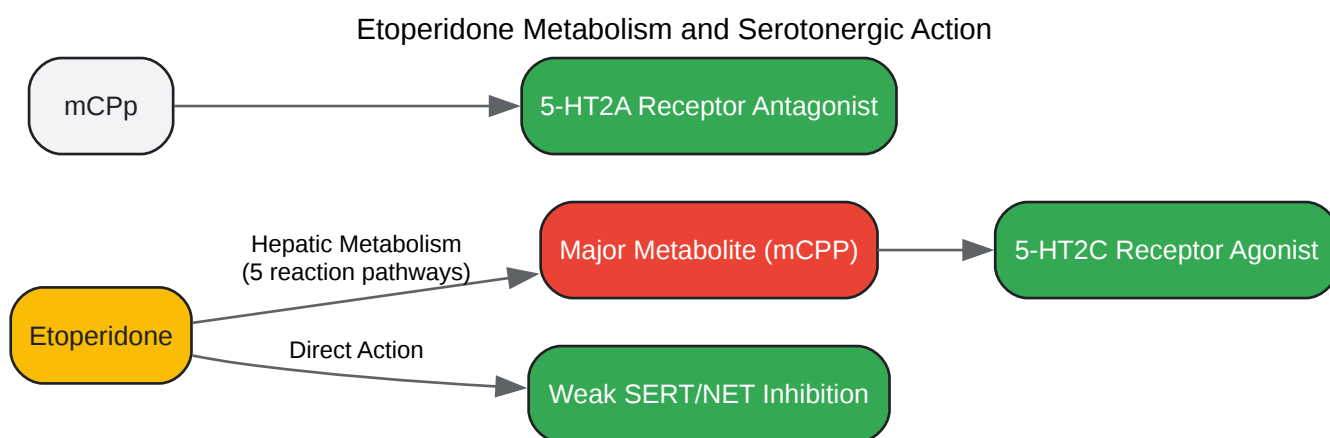 Etoperidone Metabolism and Serotonergic Action
mCPp
5-HT2A Receptor Antagonist
Hepatic Metabolism
(5 reaction pathways)
Major Metabolite (mCPP)
5-HT2C Receptor Agonist
Etoperidone
Direct Action
Weak SERT/NET Inhibition